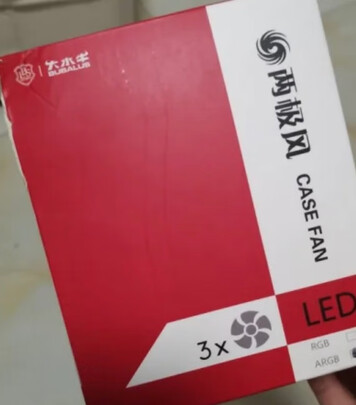 大水牛
BUBALUS
两极风
CASE FAN
3x
LED
RGB
ARGB